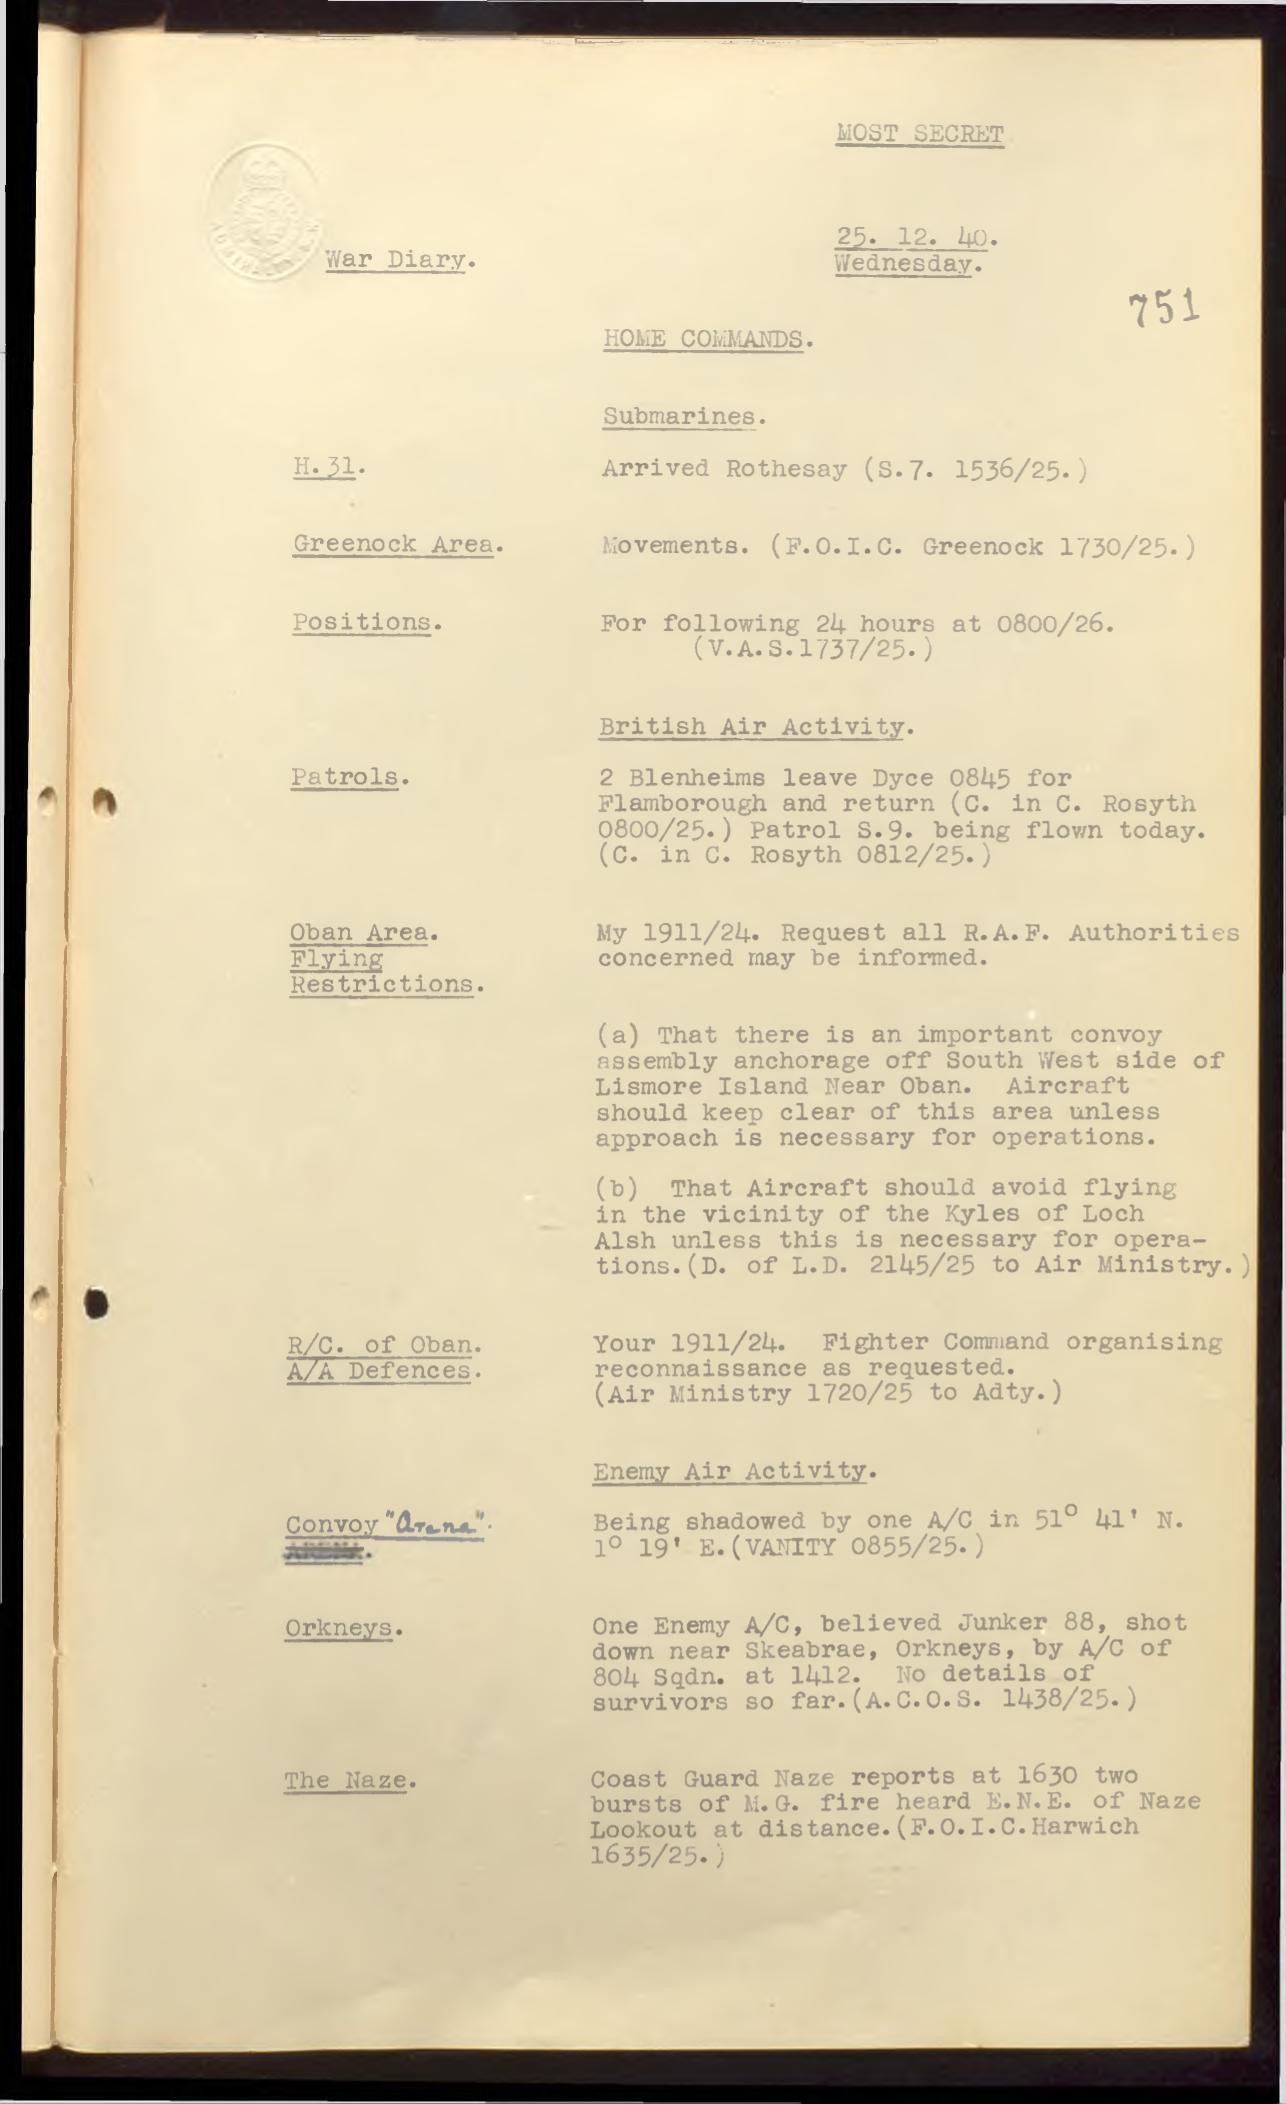 MOST SECRET
25. 12. 40.
War Diary.
Wednesday.
751
HOME COMMANDS.
Submarines.
H.31.
Arrived Rothesay (S.7. 1536/25.)
Greenock Area.
Movements. (F.O.I.C. Greenock 1730/25.)
Positions.
For following 24 hours at 0800/26.
(V.A.S.1737/25.)
British Air Activity.
Patrols.
2 Blenheims leave Dyce 0845 for
Flamborough and return (C. in C. Rosyth
0800/25.) Patrol S.9. being flown today.
(C. in C. Rosyth 0812/25.)
Oban Area.
Flying
Restrictions.
My 1911/24. Request all R.A.F. Authorities
concerned may be informed.
(a) That there is an important convoy
assembly anchorage off South West side of
Lismore Island Near Oban. Aircraft
should keep clear of this area unless
approach is necessary for operations.
(b) That Aircraft should avoid flying
in the vicinity of the Kyles of Loch
Alsh unless this is necessary for opera-
tions.(D. of L.D. 2145/25 to Air Ministry.)
R/C. of Oban.
A/A Defences.
Your 1911/24. Fighter Command organising
reconnaissance as requested.
(Air Ministry 1720/25 to Adty.)
Enemy Air Activity.
Convoy "Arena".
Being shadowed by one A/C in 51° 41' N.
1° 19' E.(VANITY 0855/25.)
Orkneys.
One Enemy A/C, believed Junker 88, shot
down near Skeabrae, Orkneys, by A/C of
804 Sqdn. at 1412. No details of
survivors so far.(A.C.O.S. 1438/25.)
The Naze.
Coast Guard Naze reports at 1630 two
bursts of M.G. fire heard E.N.E. of Naze
Lookout at distance.(F.O.I.C.Harwich
1635/25.)